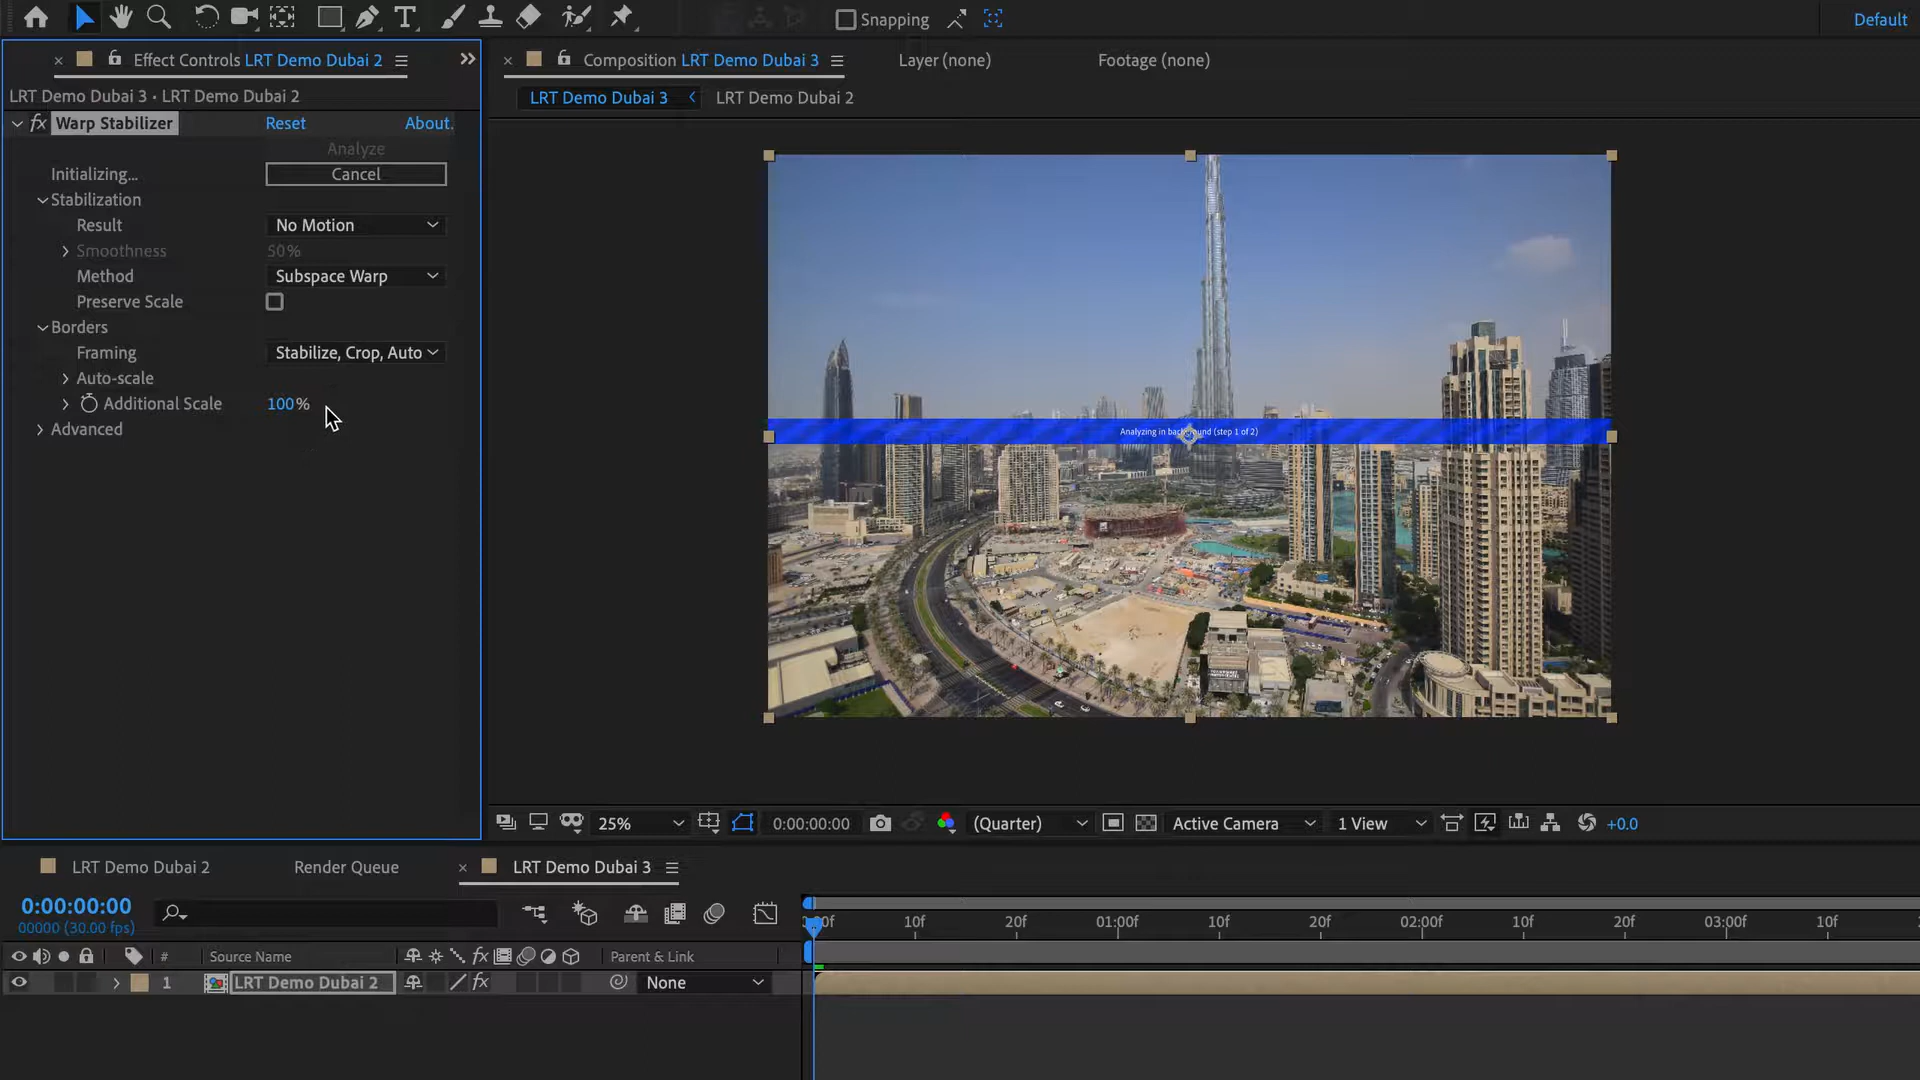 Snapping
Default
Effect Controls LRT Demo Dubai 2
Composition LRT Demo Dubai 3
Layer (none)
Footage (none)
LRT Demo Dubai 3 • LRT Demo Dubai 2
LRT Demo Dubai 3
LRT Demo Dubai 2
fx Warp Stabilizer
Reset
About.
Analyze
Initializing...
Cancel
Stabilization
Result
No Motion
Smoothness
50%
Method
Subspace Warp
Preserve Scale
Borders
Framing
Stabilize, Crop, Auto
Auto-scale
Additional Scale
100%
Advanced
Analyzing in background (step 1 of 2)
25%
0:00:00:00
(Quarter)
Active Camera
1 View
+0.0
LRT Demo Dubai 2
Render Queue
LRT Demo Dubai 3
0:00:00:00
00000 (30.00 fps)
:00f
10f
20f
01:00f
10f
20f
02:00f
10f
20f
03:00f
10f
#
Source Name
fx
Parent & Link
1
LRT Demo Dubai 2
fx
None